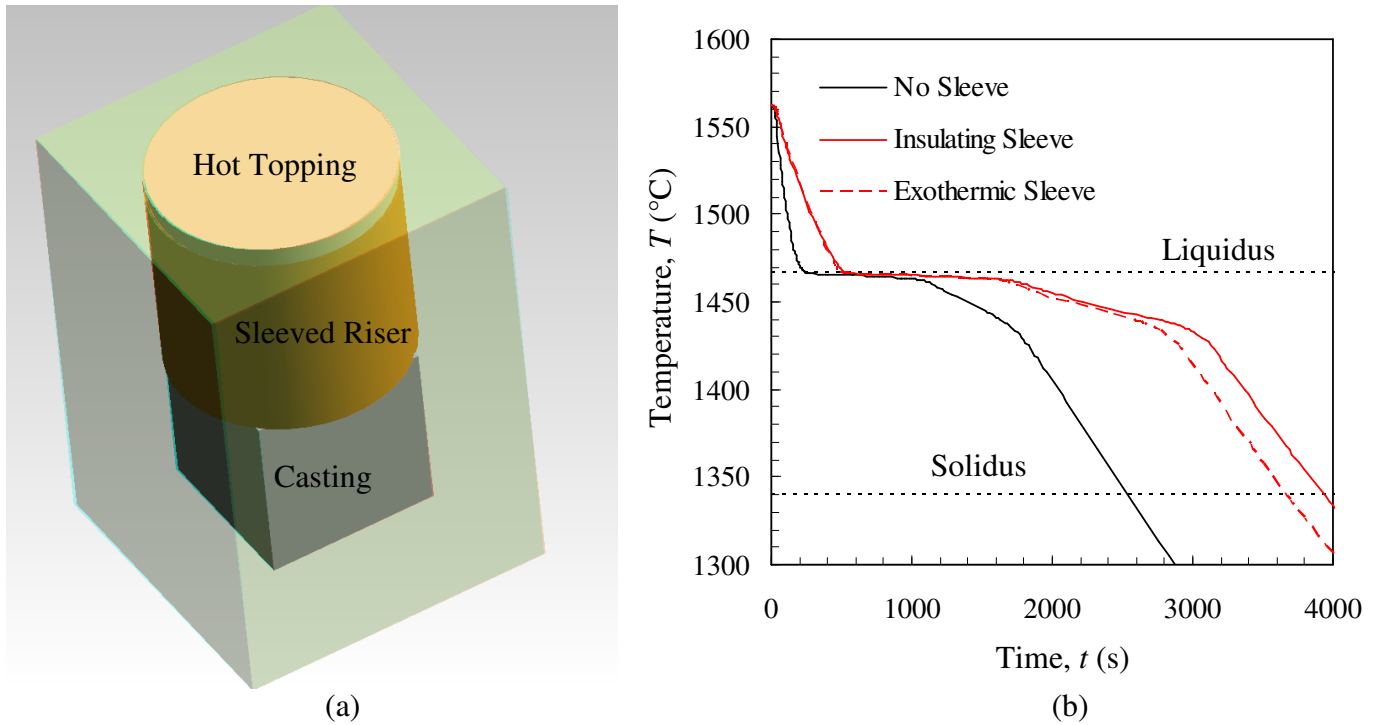 Hot Topping
Sleeved Riser
Casting
(a)
1600
1550
1500
1450
1400
1350
1300
Temperature, T (°C)
No Sleeve
Insulating Sleeve
Exothermic Sleeve
Liquidus
Solidus
0
1000
2000
3000
4000
Time, t (s)
(b)